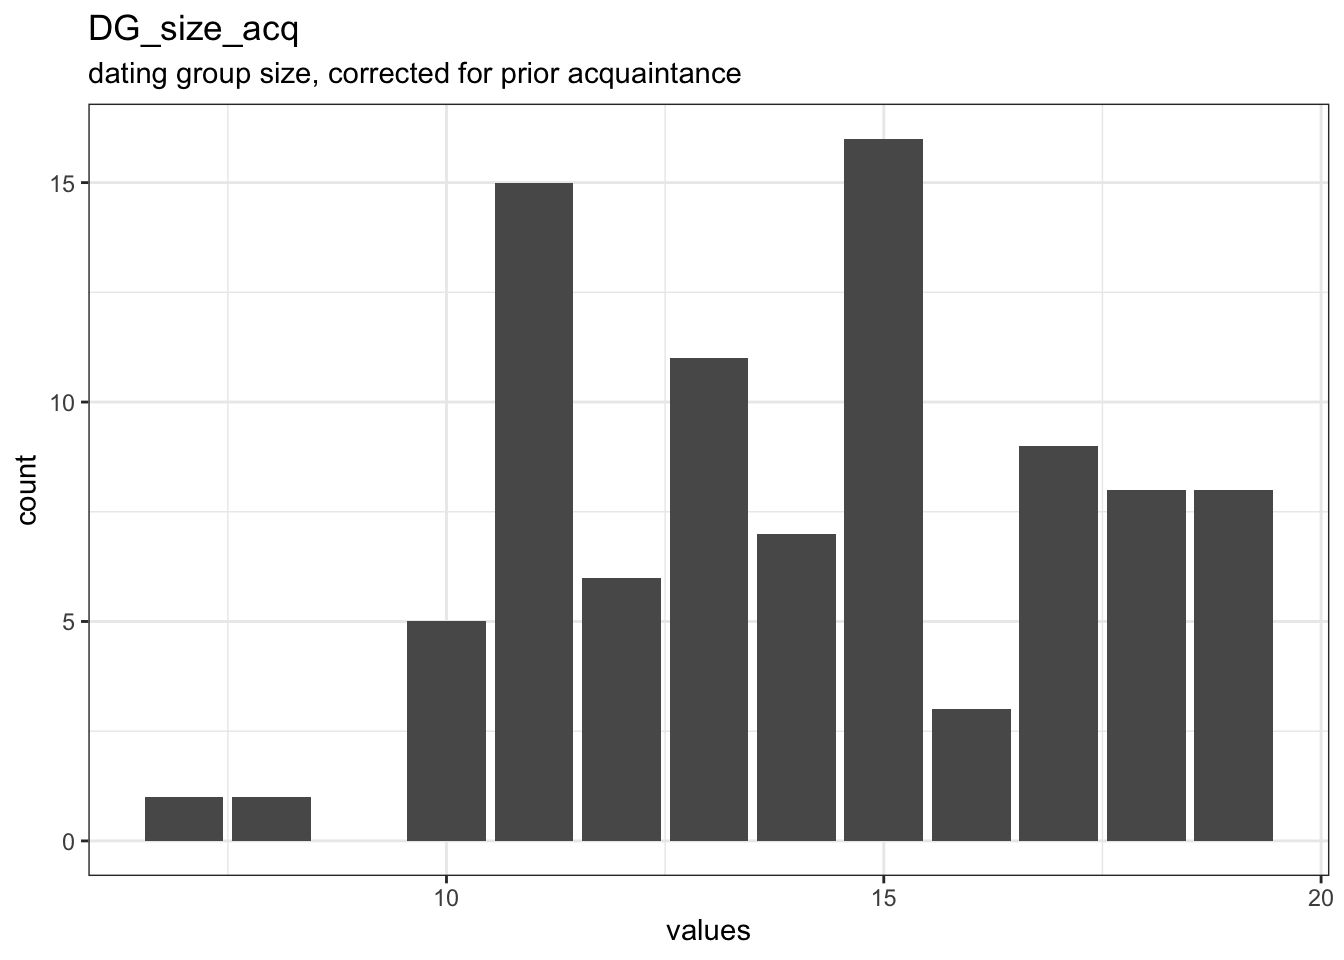 DG_size_acq
dating group size, corrected for prior acquaintance
15
10
5
0
count
10 15 20
values